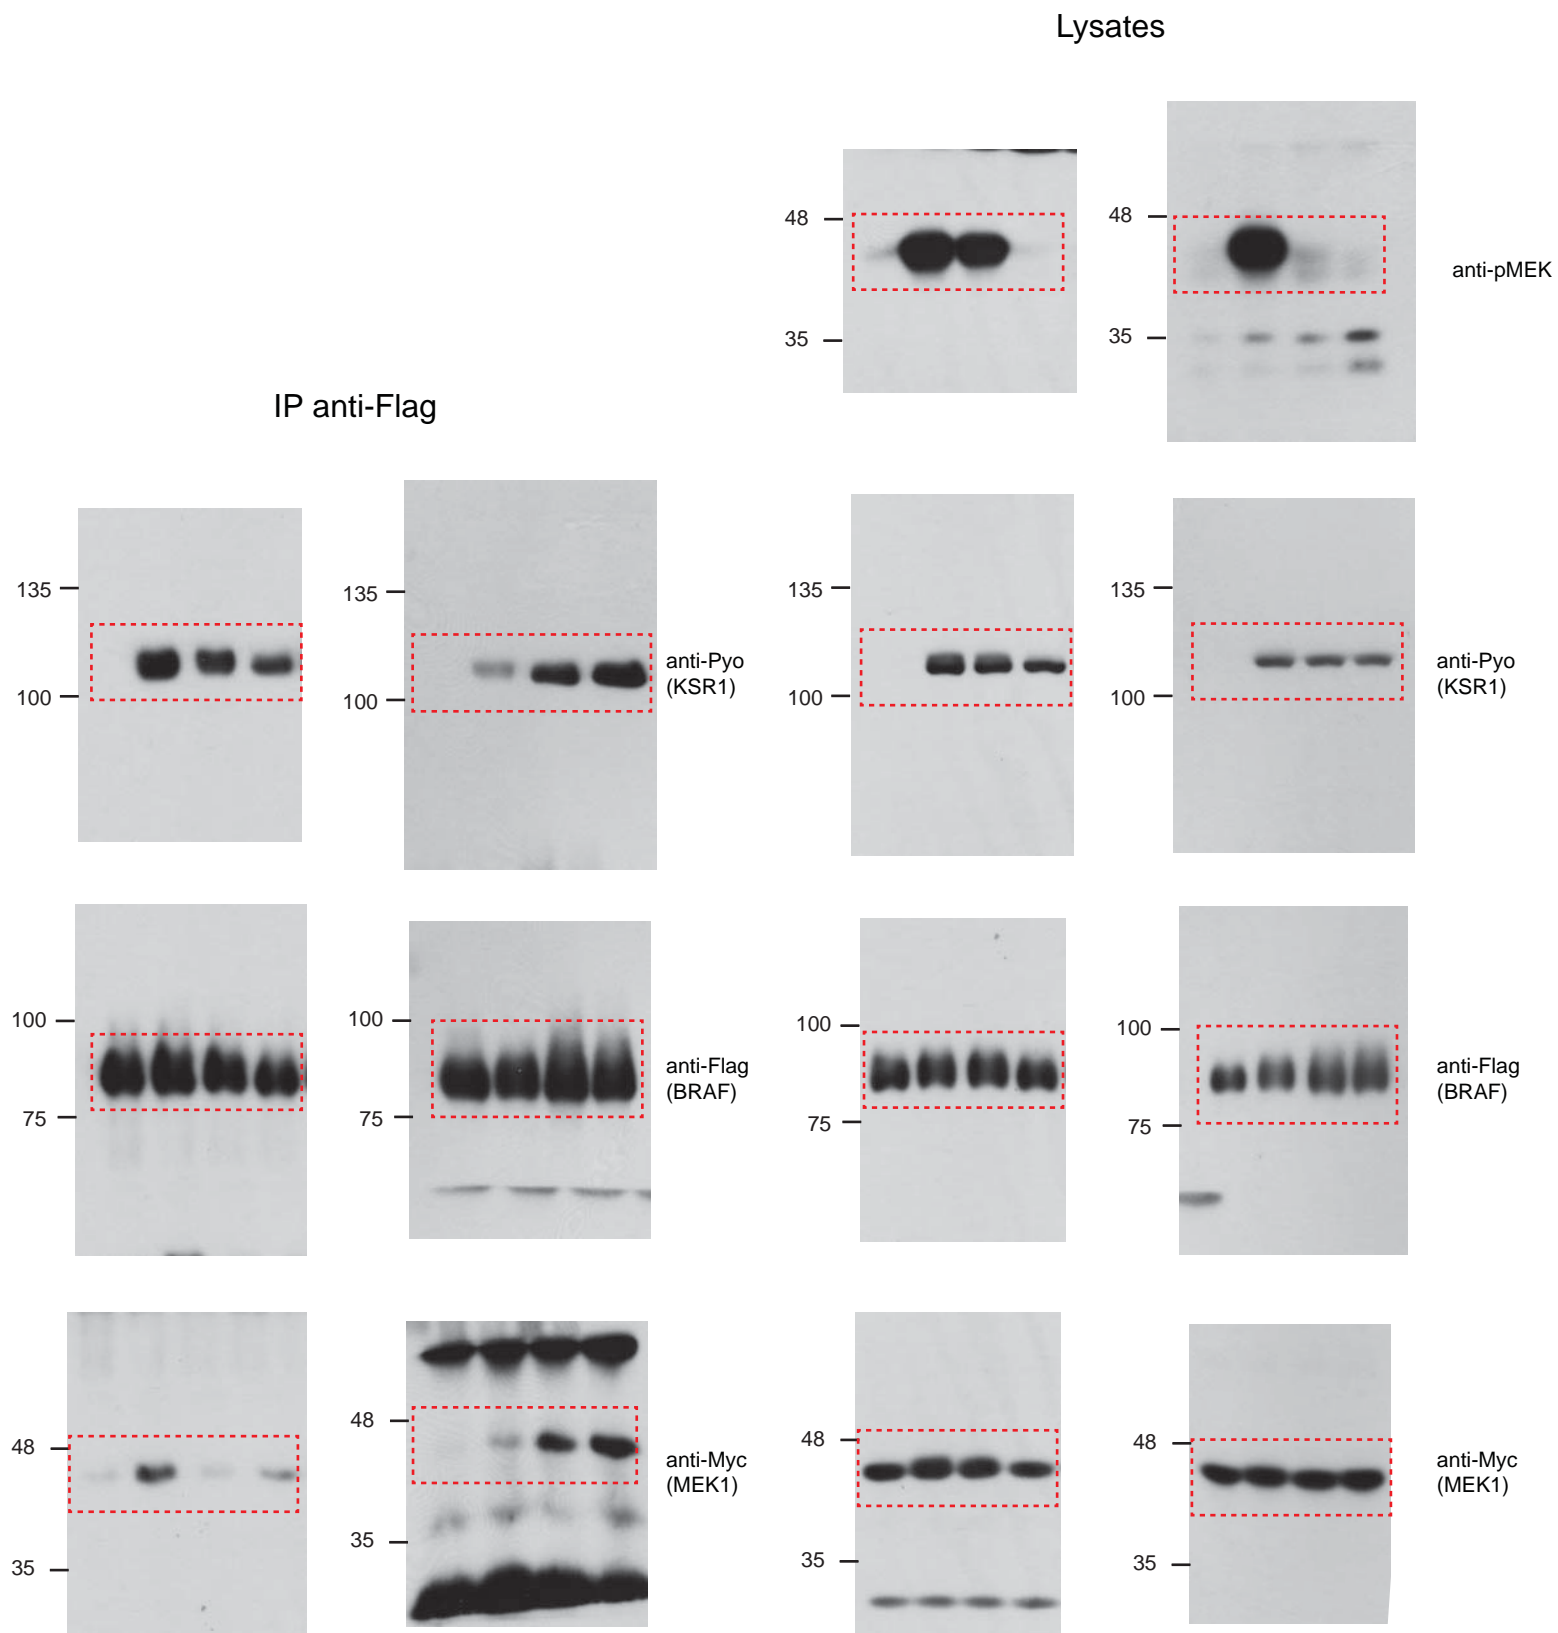 Lysates
48
35
48
35
anti-pMEK
IP anti-Flag
135
100
135
100
anti-Pyo
(KSR1)
135
100
135
100
anti-Pyo
(KSR1)
100
75
100
75
anti-Flag
(BRAF)
100
75
100
75
anti-Flag
(BRAF)
48
35
48
35
anti-Myc
(MEK1)
48
35
48
35
anti-Myc
(MEK1)